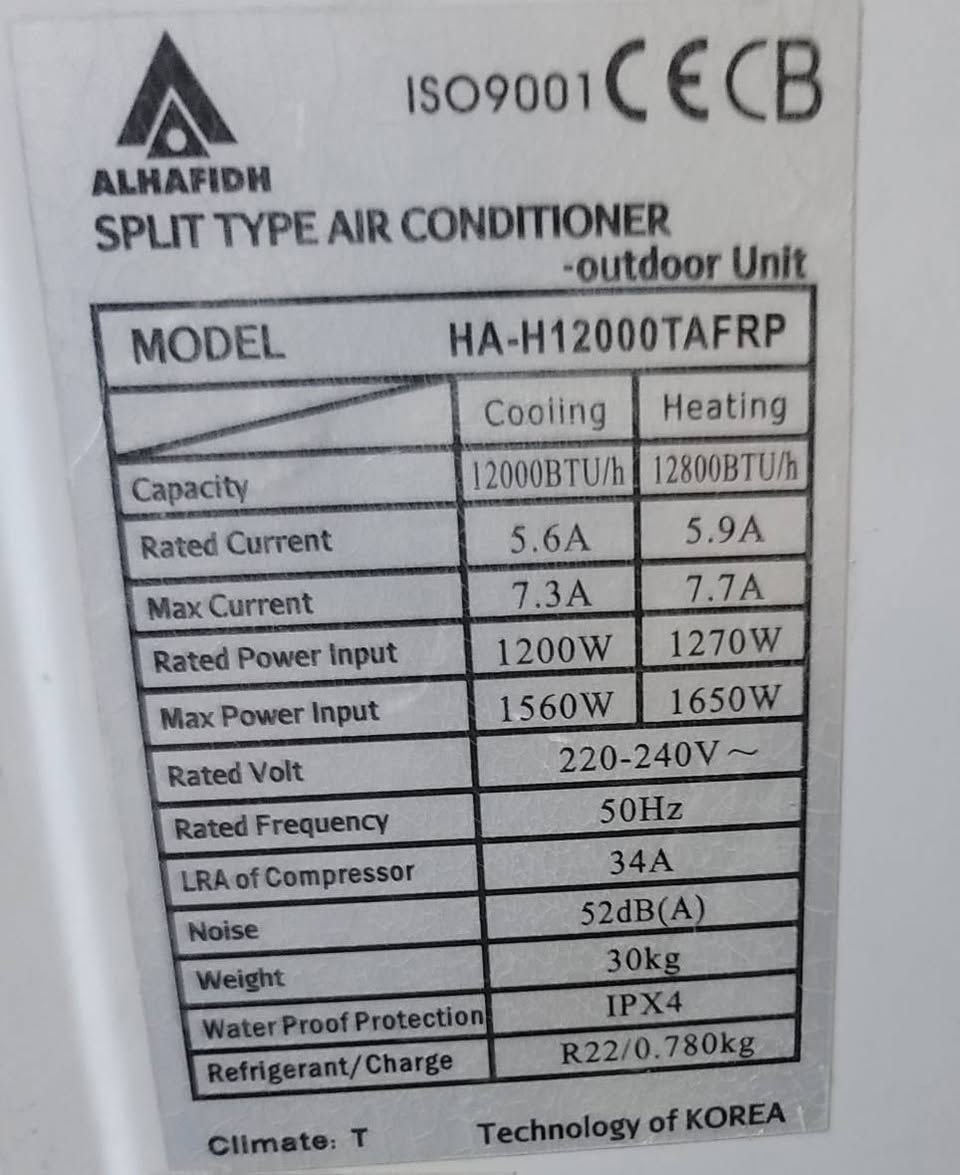 ISO9001 CE CB
ALHAFIDH
SPLIT TYPE AIR CONDITIONER
-outdoor Unit
MODEL HA-H12000TAFRP
Cooiing Heating
Capacity 12000BTU/h 12800BTU/h
Rated Current 5.6A 5.9A
Max Current 7.3A 7.7A
Rated Power Input 1200W 1270W
Max Power Input 1560W 1650W
Rated Volt 220-240V～
Rated Frequency 50Hz
LRA of Compressor 34A
Noise 52dB(A)
Weight 30kg
Water Proof Protection IPX4
Refrigerant/Charge R22/0.780kg
Climate: T Technology of KOREA